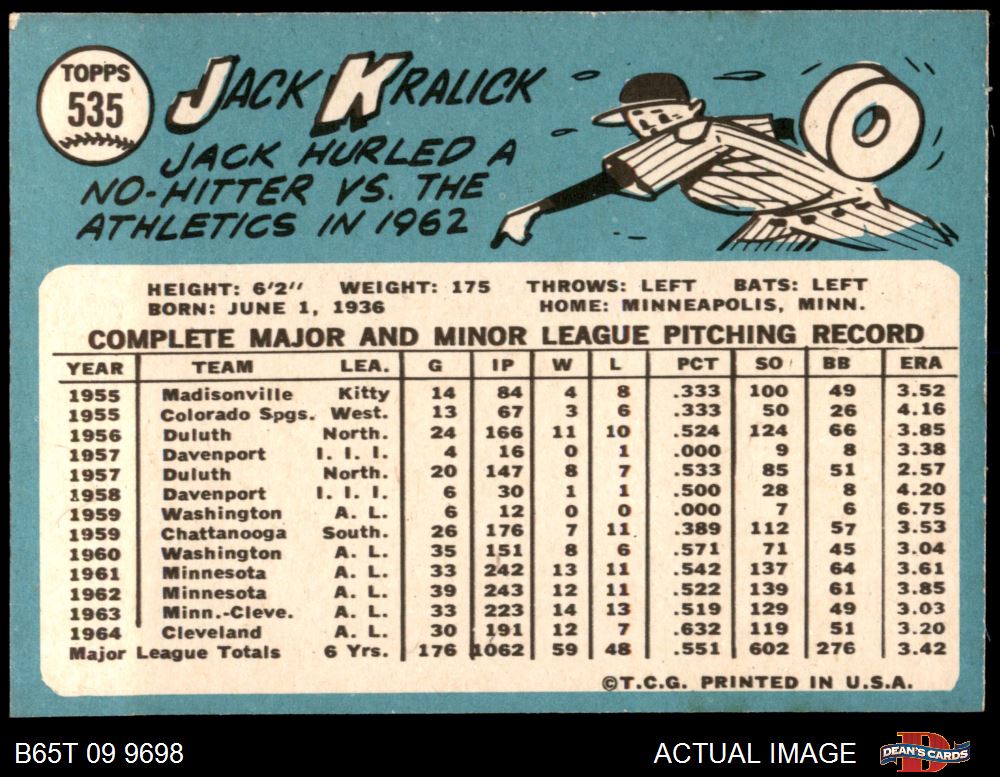 TOPPS
535
JACK KRALICK
JACK HURLED A
NO-HITTER VS. THE
ATHLETICS IN 1962
HEIGHT: 6'2" WEIGHT: 175 THROWS: LEFT BATS: LEFT
BORN: JUNE 1, 1936 HOME: MINNEAPOLIS, MINN.
COMPLETE MAJOR AND MINOR LEAGUE PITCHING RECORD
YEAR TEAM LEA. G IP W L PCT SO BB ERA
1955 Madisonville Kitty 14 84 4 8 .333 100 49 3.52
1955 Colorado Spgs. West. 13 67 3 6 .333 50 26 4.16
1956 Duluth North. 24 166 11 10 .524 124 66 3.85
1957 Davenport I. I. I. 4 16 0 1 .000 9 8 3.38
1957 Duluth North. 20 147 8 7 .533 85 51 2.57
1958 Davenport I. I. I. 6 30 1 1 .500 28 8 4.20
1959 Washington A. L. 6 12 0 0 .000 7 6 6.75
1959 Chattanooga South. 26 176 7 11 .389 112 57 3.53
1960 Washington A. L. 35 151 8 6 .571 71 45 3.04
1961 Minnesota A. L. 33 242 13 11 .542 137 64 3.61
1962 Minnesota A. L. 39 243 12 11 .522 139 61 3.85
1963 Minn.-Cleve. A. L. 33 223 14 13 .519 129 49 3.03
1964 Cleveland A. L. 30 191 12 7 .632 119 51 3.20
Major League Totals 6 Yrs. 176 1062 59 48 .551 602 276 3.42
©T.C.G. PRINTED IN U.S.A.
B65T 09 9698 ACTUAL IMAGE DEAN'S CARDS